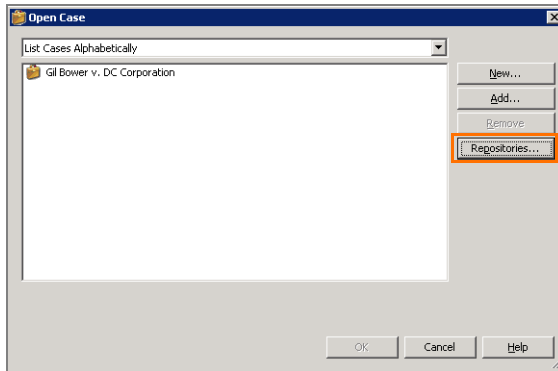 Open Case
List Cases Alphabetically
Gil Bower v. DC Corporation
New...
Add...
Remove
Repositories...
OK
Cancel
Help